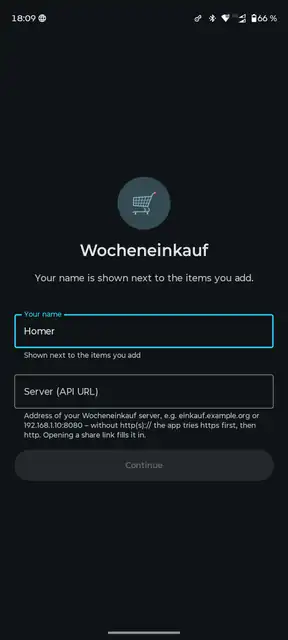 18:09
66 %
Wocheneinkauf
Your name is shown next to the items you add.
Your name
Homer
Shown next to the items you add
Server (API URL)
Address of your Wocheneinkauf server, e.g. einkauf.example.org or
192.168.1.10:8080 – without http(s):// the app tries https first, then
http. Opening a share link fills it in.
Continue